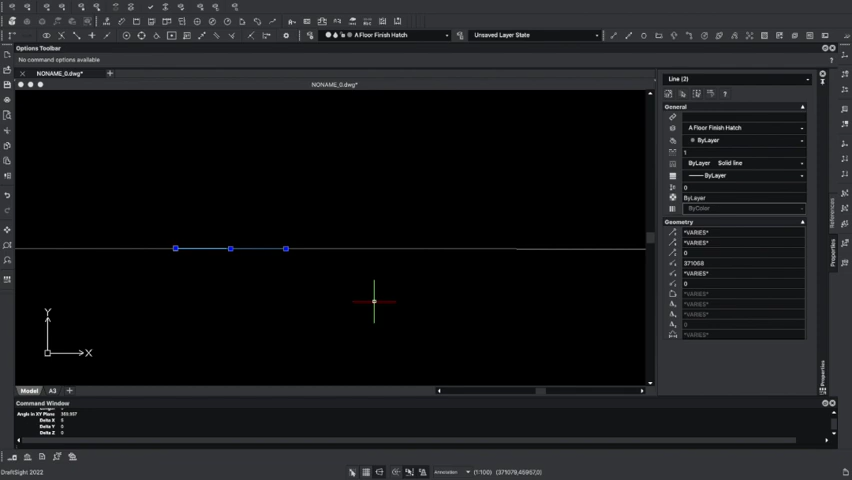 A Floor Finish Hatch
Unsaved Layer State
Options Toolbar
No command options available
?
NONAME_0.dwg*
NONAME_0.dwg*
Line (2)
?
General
A Floor Finish Hatch
ByLayer
1
ByLayer Solid line
ByLayer
0
ByLayer
ByColor
Geometry
*VARIES*
*VARIES*
0
371068
*VARIES*
0
*VARIES*
*VARIES*
*VARIES*
0
*VARIES*
References
Properties
Properties
Y
X
Model
A3
Command Window
Angle in XY Plane
Delta X
Delta Y 0
Delta Z 0
DraftSight 2022
Annotation
(1:100)
(371079,45957,0)